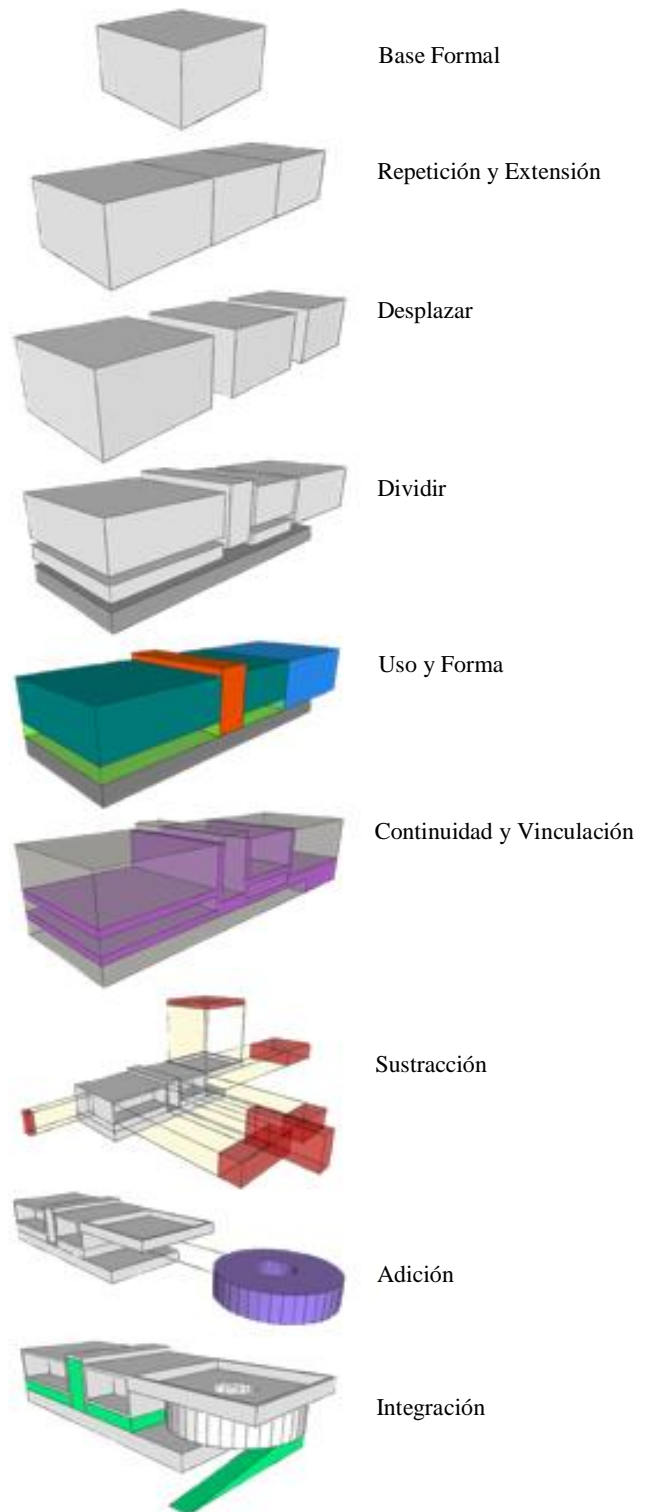 Base Formal
Repetición y Extensión
Desplazar
Dividir
Uso y Forma
Continuidad y Vinculación
Sustracción
Adición
Integración